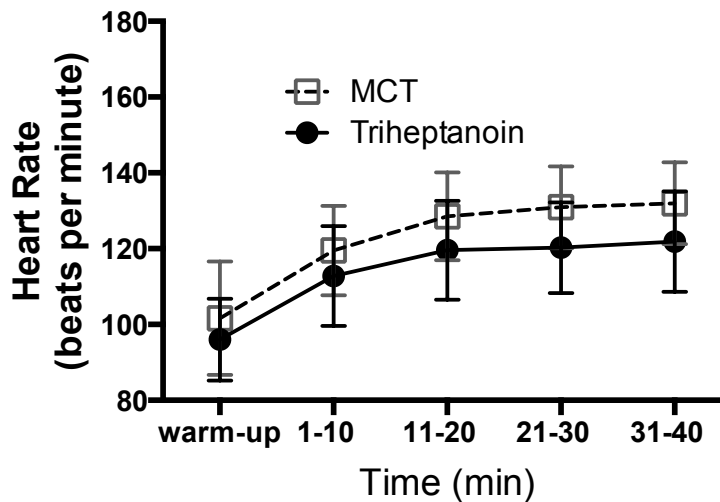 180
160
140
120
100
80
Heart Rate
(beats per minute)
MCT
Triheptanoin
warm-up 1-10 11-20 21-30 31-40
Time (min)